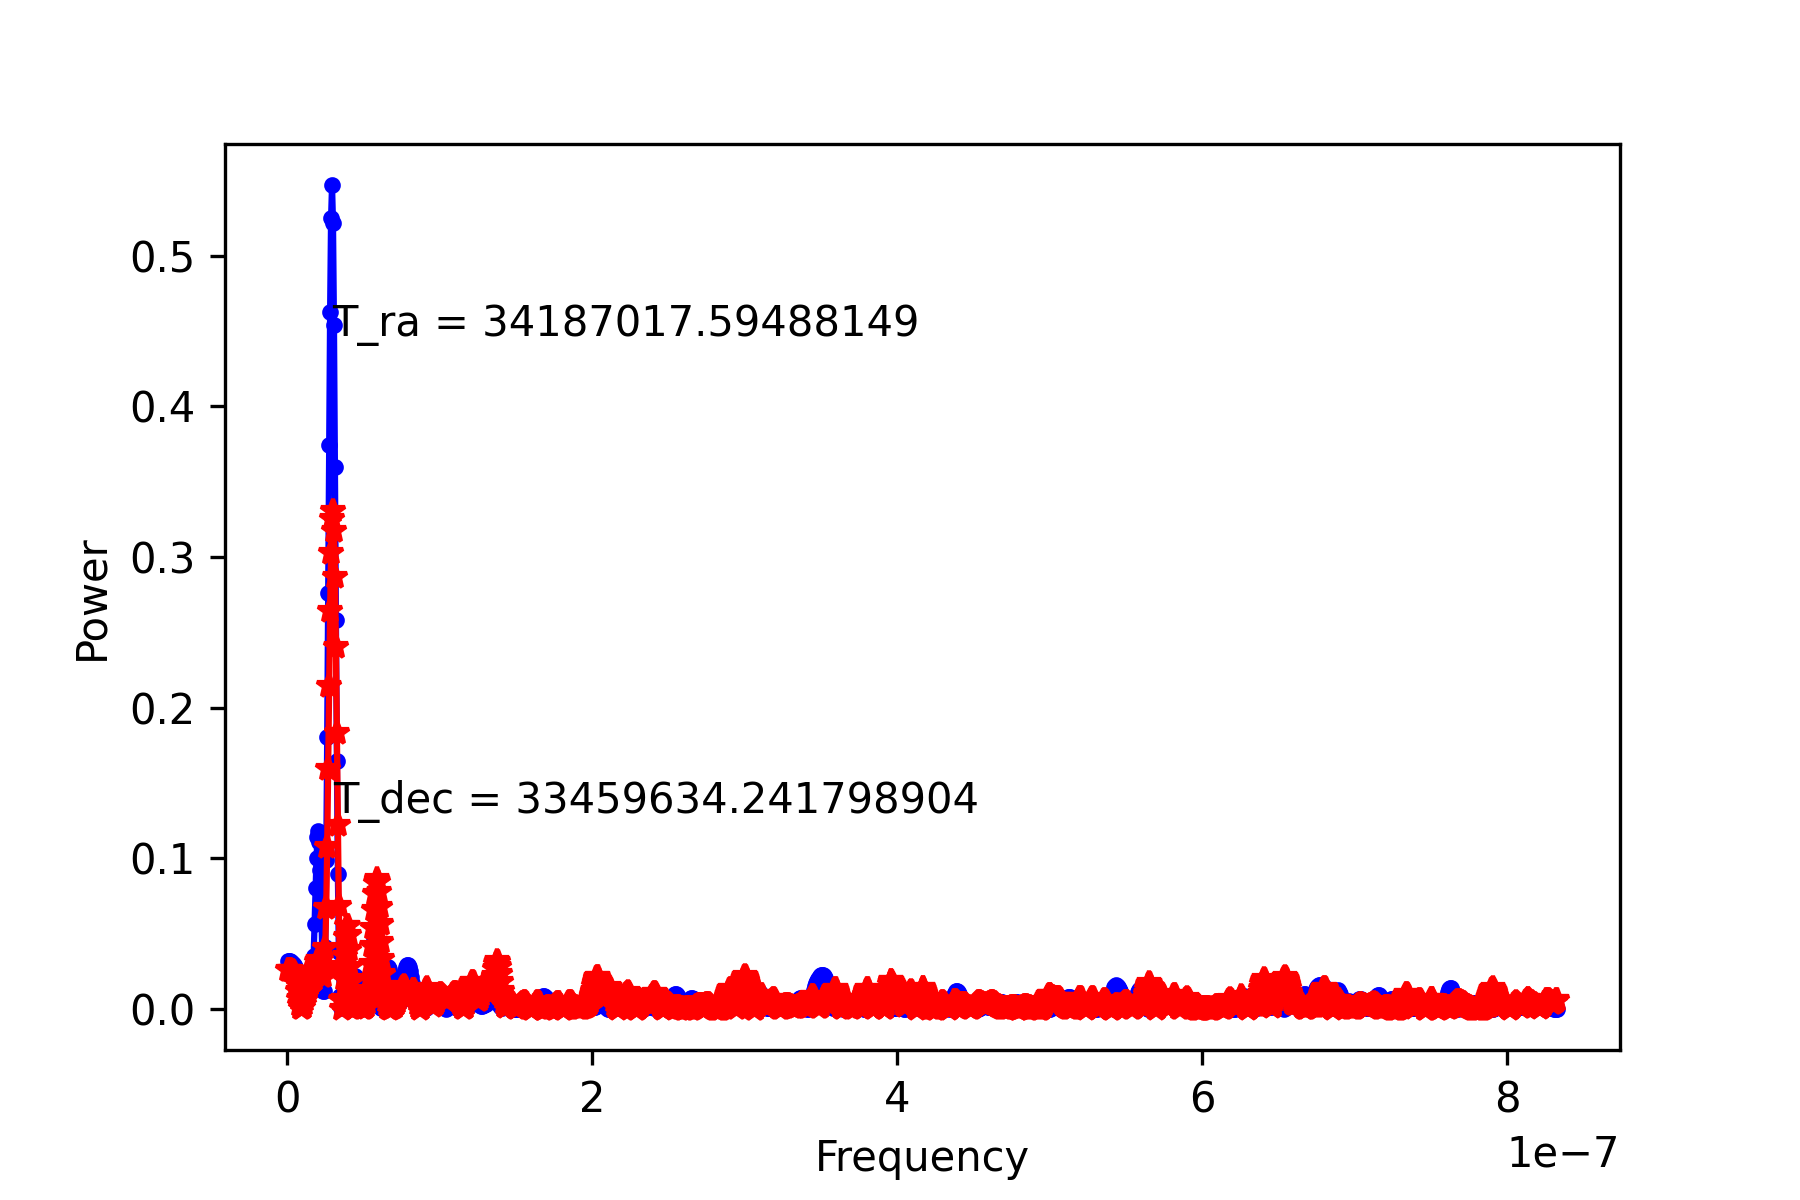 0.5
T_ra = 34187017.59488149
0.4
0.3
Power
0.2
T_dec = 33459634.241798904
0.1
0.0
0 2 4 6 8
1e−7
Frequency